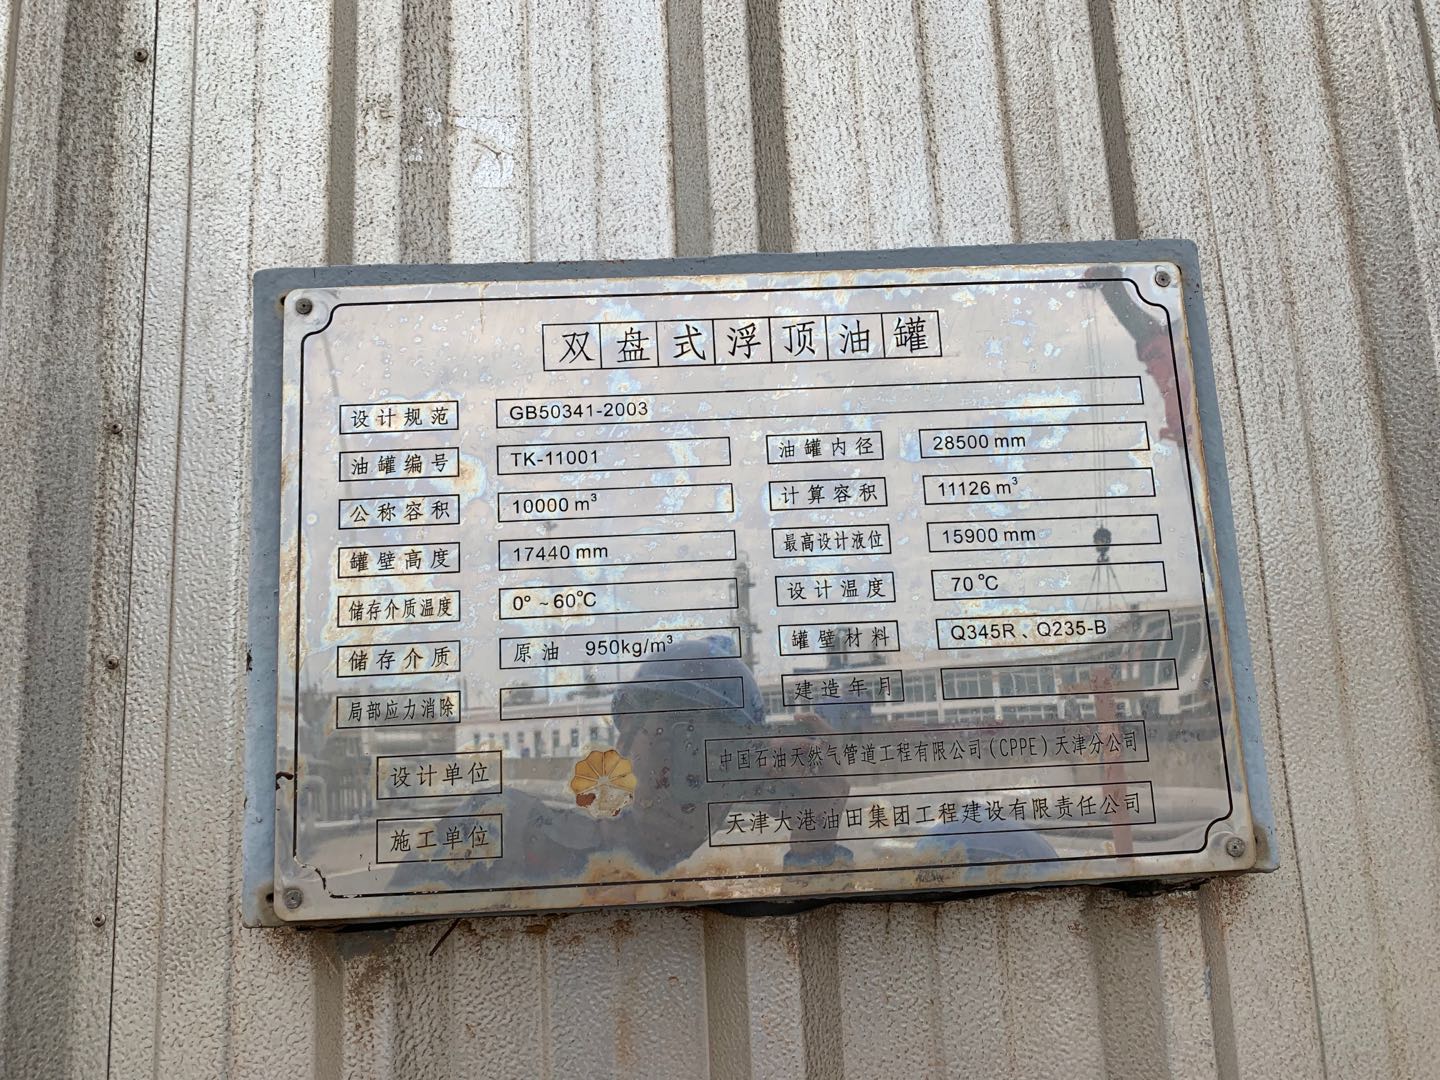 双盘式浮顶油罐
设计规范 GB50341-2003
油罐编号 TK-11001 油罐内径 28500 mm
公称容积 10000 m³ 计算容积 11126 m³
罐壁高度 17440 mm 最高设计液位 15900 mm
储存介质温度 0° ~ 60℃ 设计温度 70℃
储存介质 原油 950kg/m³ 罐壁材料 Q345R、Q235-B
局部应力消除 建造年月
设计单位 中国石油天然气管道工程有限公司(CPPE)天津分公司
施工单位 天津大港油田集团工程建设有限责任公司